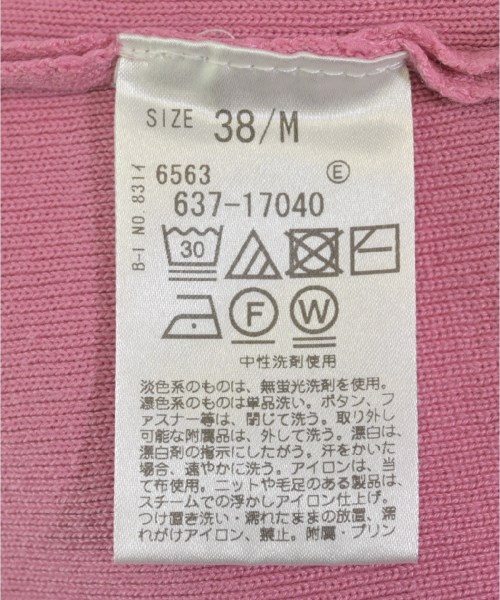 SIZE 38/M
B-I NO.8314
6563 E
637-17040
30
F W
中性洗剤使用
淡色系のものは、無蛍光洗剤を使用。
濃色系のものは単品洗い。ボタン、フ
ァスナー等は、閉じて洗う。取り外し
可能な附属品は、外して洗う。漂白は、
漂白剤の指示にしたがう。汗をかいた
場合、速やかに洗う。アイロンは、当
て布使用。ニットや毛足のある製品は、
スチームでの浮かしアイロン仕上げ。
つけ置き洗い・濡れたままの放置、濡
れがけアイロン、禁止。附属・プリン